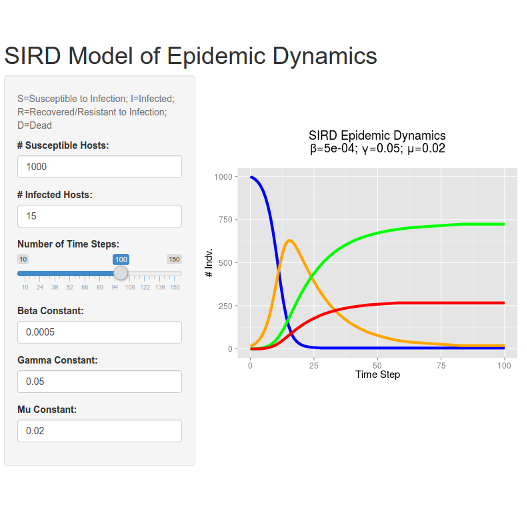 SIRD Model of Epidemic Dynamics
S=Susceptible to Infection; I=Infected;
R=Recovered/Resistant to Infection;
D=Dead
# Susceptible Hosts:
1000
# Infected Hosts:
15
Number of Time Steps:
10 100 150
10 24 38 52 66 80 94 108 122 136 150
Beta Constant:
0.0005
Gamma Constant:
0.05
Mu Constant:
0.02
SIRD Epidemic Dynamics
β=5e-04; γ=0.05; μ=0.02
# Indv.
1000
750
500
250
0
0 25 50 75 100
Time Step